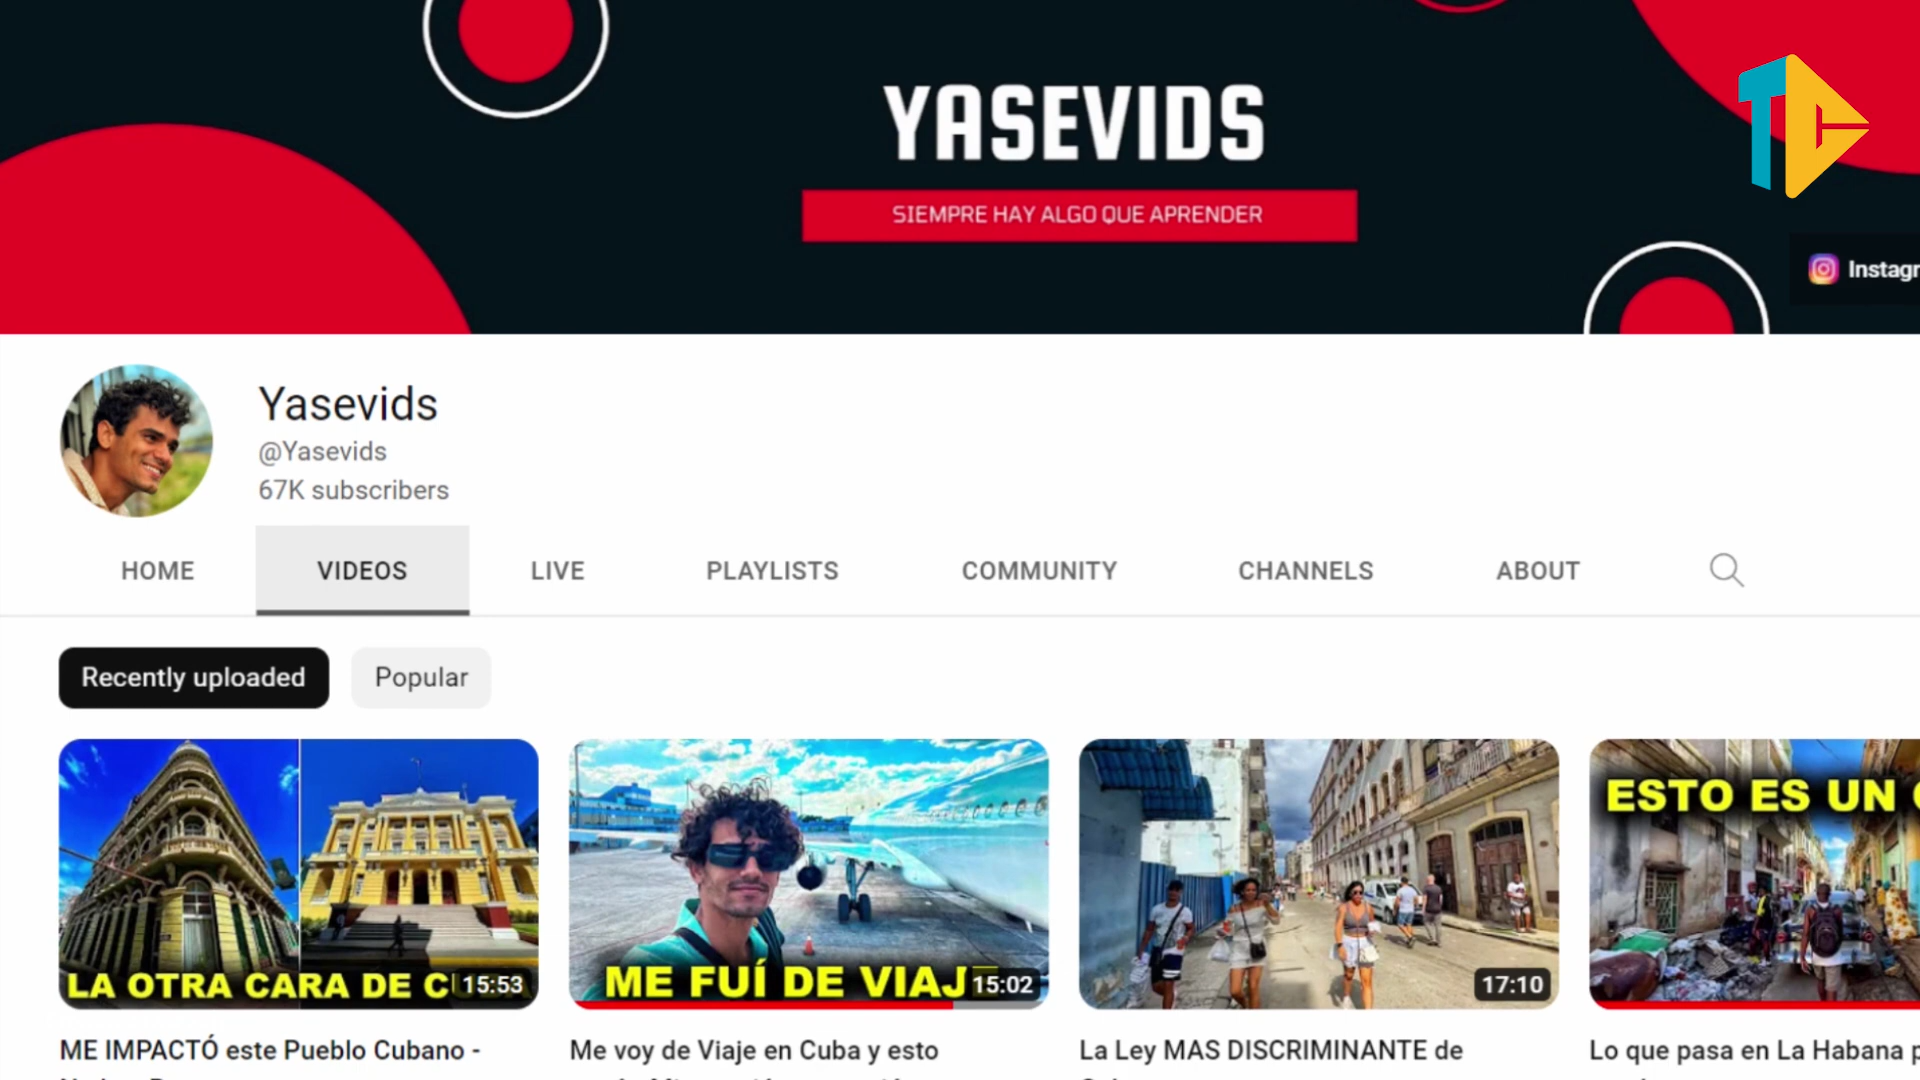 YASEVIDS
SIEMPRE HAY ALGO QUE APRENDER
Yasevids
@Yasevids
67K subscribers
HOME VIDEOS LIVE PLAYLISTS COMMUNITY CHANNELS ABOUT
Recently uploaded Popular
LA OTRA CARA DE
15:53
ME FUÍ DE VIAJ
15:02
17:10
ESTO ES UN
ME IMPACTÓ este Pueblo Cubano -
Me voy de Viaje en Cuba y esto
La Ley MAS DISCRIMINANTE de
Lo que pasa en La Habana